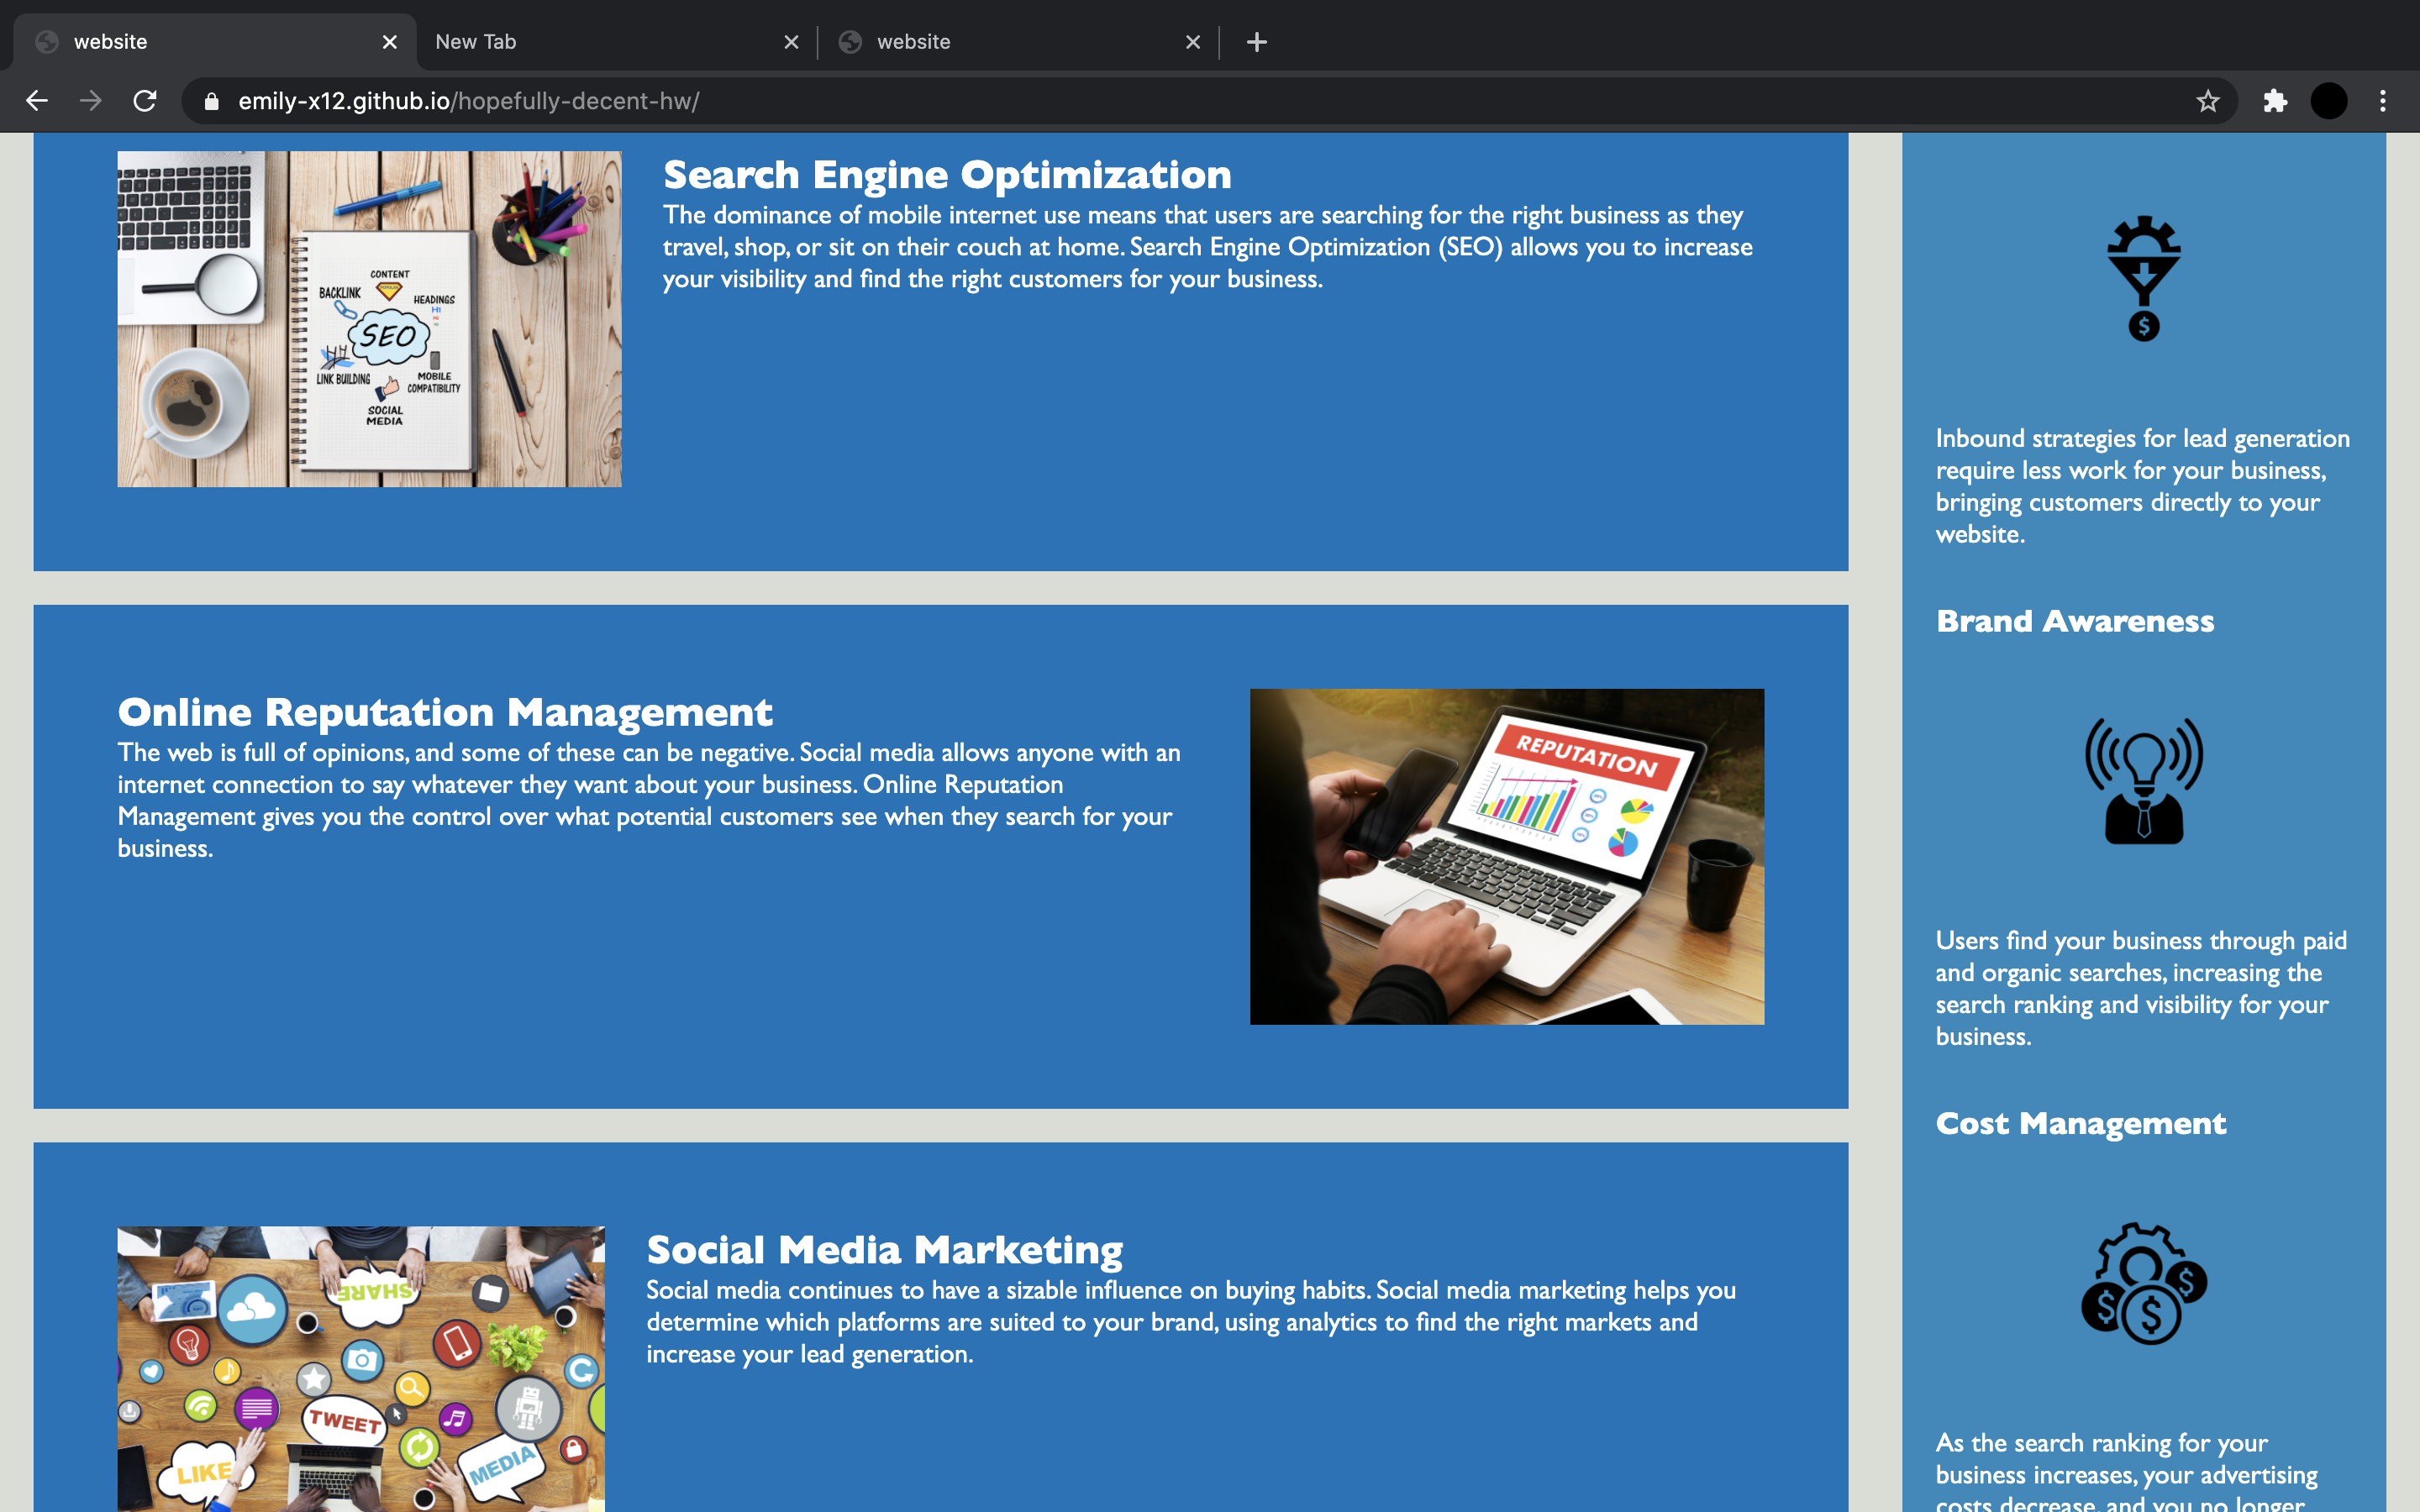 website
New Tab
website
emily-x12.github.io/hopefully-decent-hw/
CONTENT
BACKLINK
HEADINGS
H1
SEO
LINK BUILDING
MOBILE
COMPATIBILITY
SOCIAL
MEDIA
Search Engine Optimization
The dominance of mobile internet use means that users are searching for the right business as they
travel, shop, or sit on their couch at home. Search Engine Optimization (SEO) allows you to increase
your visibility and find the right customers for your business.
Online Reputation Management
The web is full of opinions, and some of these can be negative. Social media allows anyone with an
internet connection to say whatever they want about your business. Online Reputation
Management gives you the control over what potential customers see when they search for your
business.
REPUTATION
SHARE
TWEET
LIKE
MEDIA
Social Media Marketing
Social media continues to have a sizable influence on buying habits. Social media marketing helps you
determine which platforms are suited to your brand, using analytics to find the right markets and
increase your lead generation.
$
Inbound strategies for lead generation
require less work for your business,
bringing customers directly to your
website.
Brand Awareness
Users find your business through paid
and organic searches, increasing the
search ranking and visibility for your
business.
Cost Management
$
$
$
As the search ranking for your
business increases, your advertising
costs decrease, and you no longer